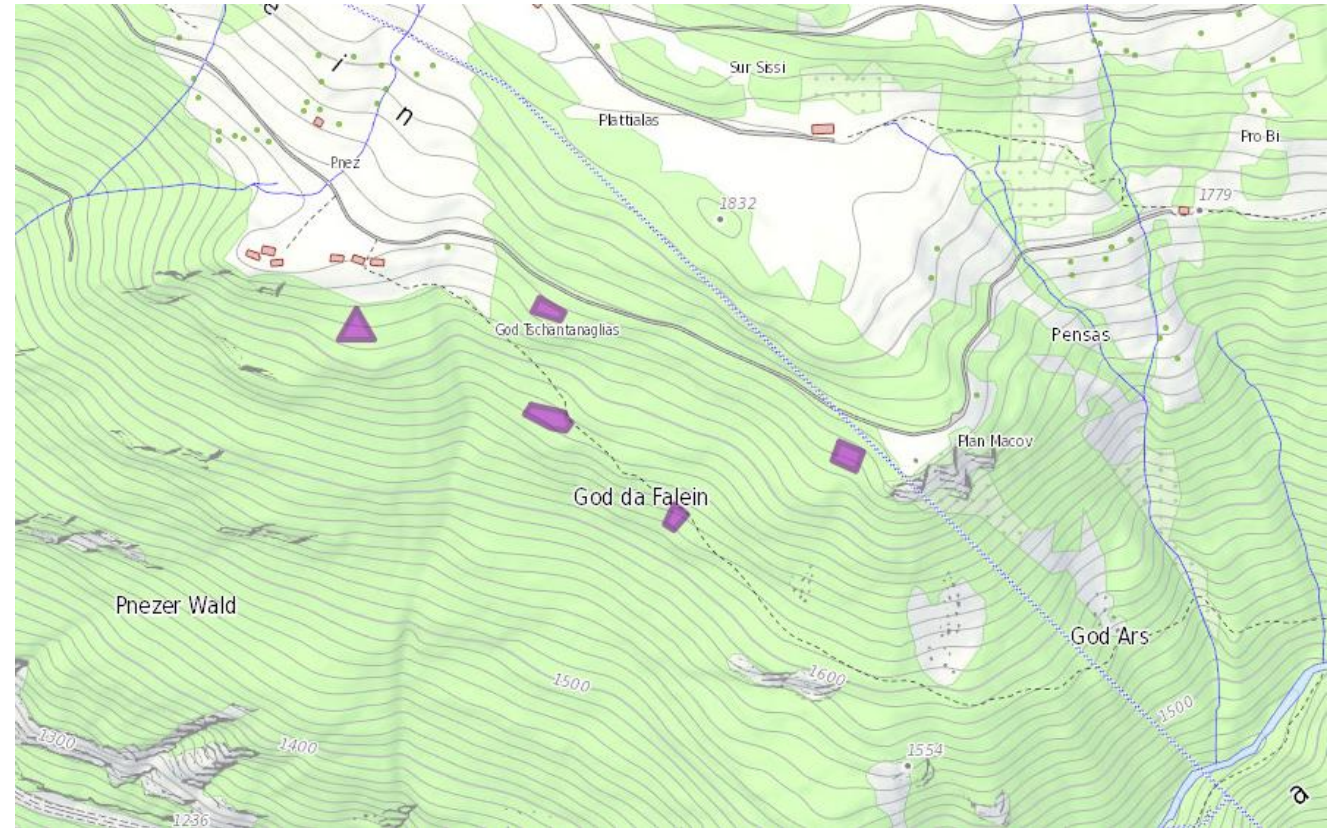 a
i
n
Sur Sissi
Plattialas
Pro Bi
Pnez
1832
1779
God Tschantanaglias
Pensas
Plan Macov
God da Falein
Pnezer Wald
God Ars
1600
1500
1500
1300
1400
1554
a
1236